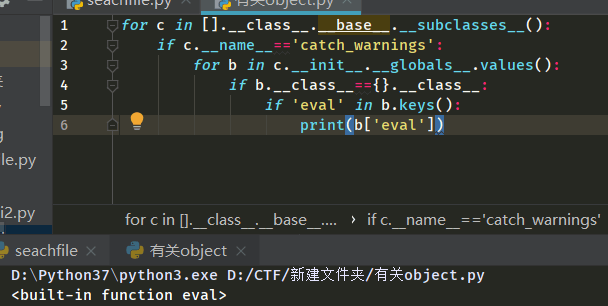 seachfile.py × 有关object.py ×
1 for c in [].__class__.__base__.__subclasses__():
2 if c.__name__=='catch_warnings':
3 for b in c.__init__.__globals__.values():
4 if b.__class__=={}.__class__:
5 if 'eval' in b.keys():
6 print(b['eval'])
le.py
i2.py
for c in [].__class__.__base__.... › if c.__name__=='catch_warnings'
seachfile × 有关object ×
D:\Python37\python3.exe D:/CTF/新建文件夹/有关object.py
<built-in function eval>